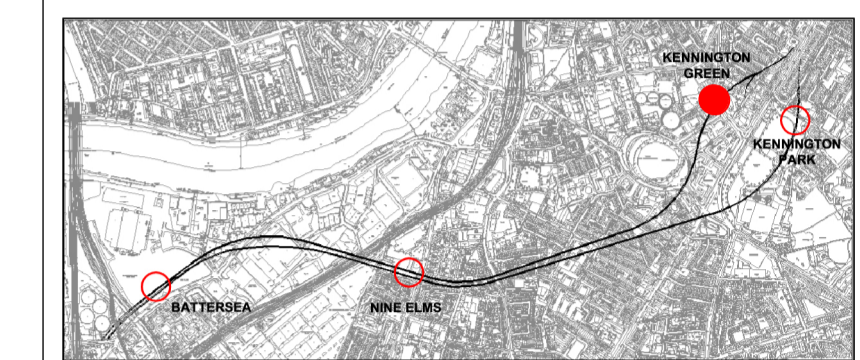 KENNINGTON
GREEN
KENNINGTON
PARK
BATTERSEA
NINE ELMS